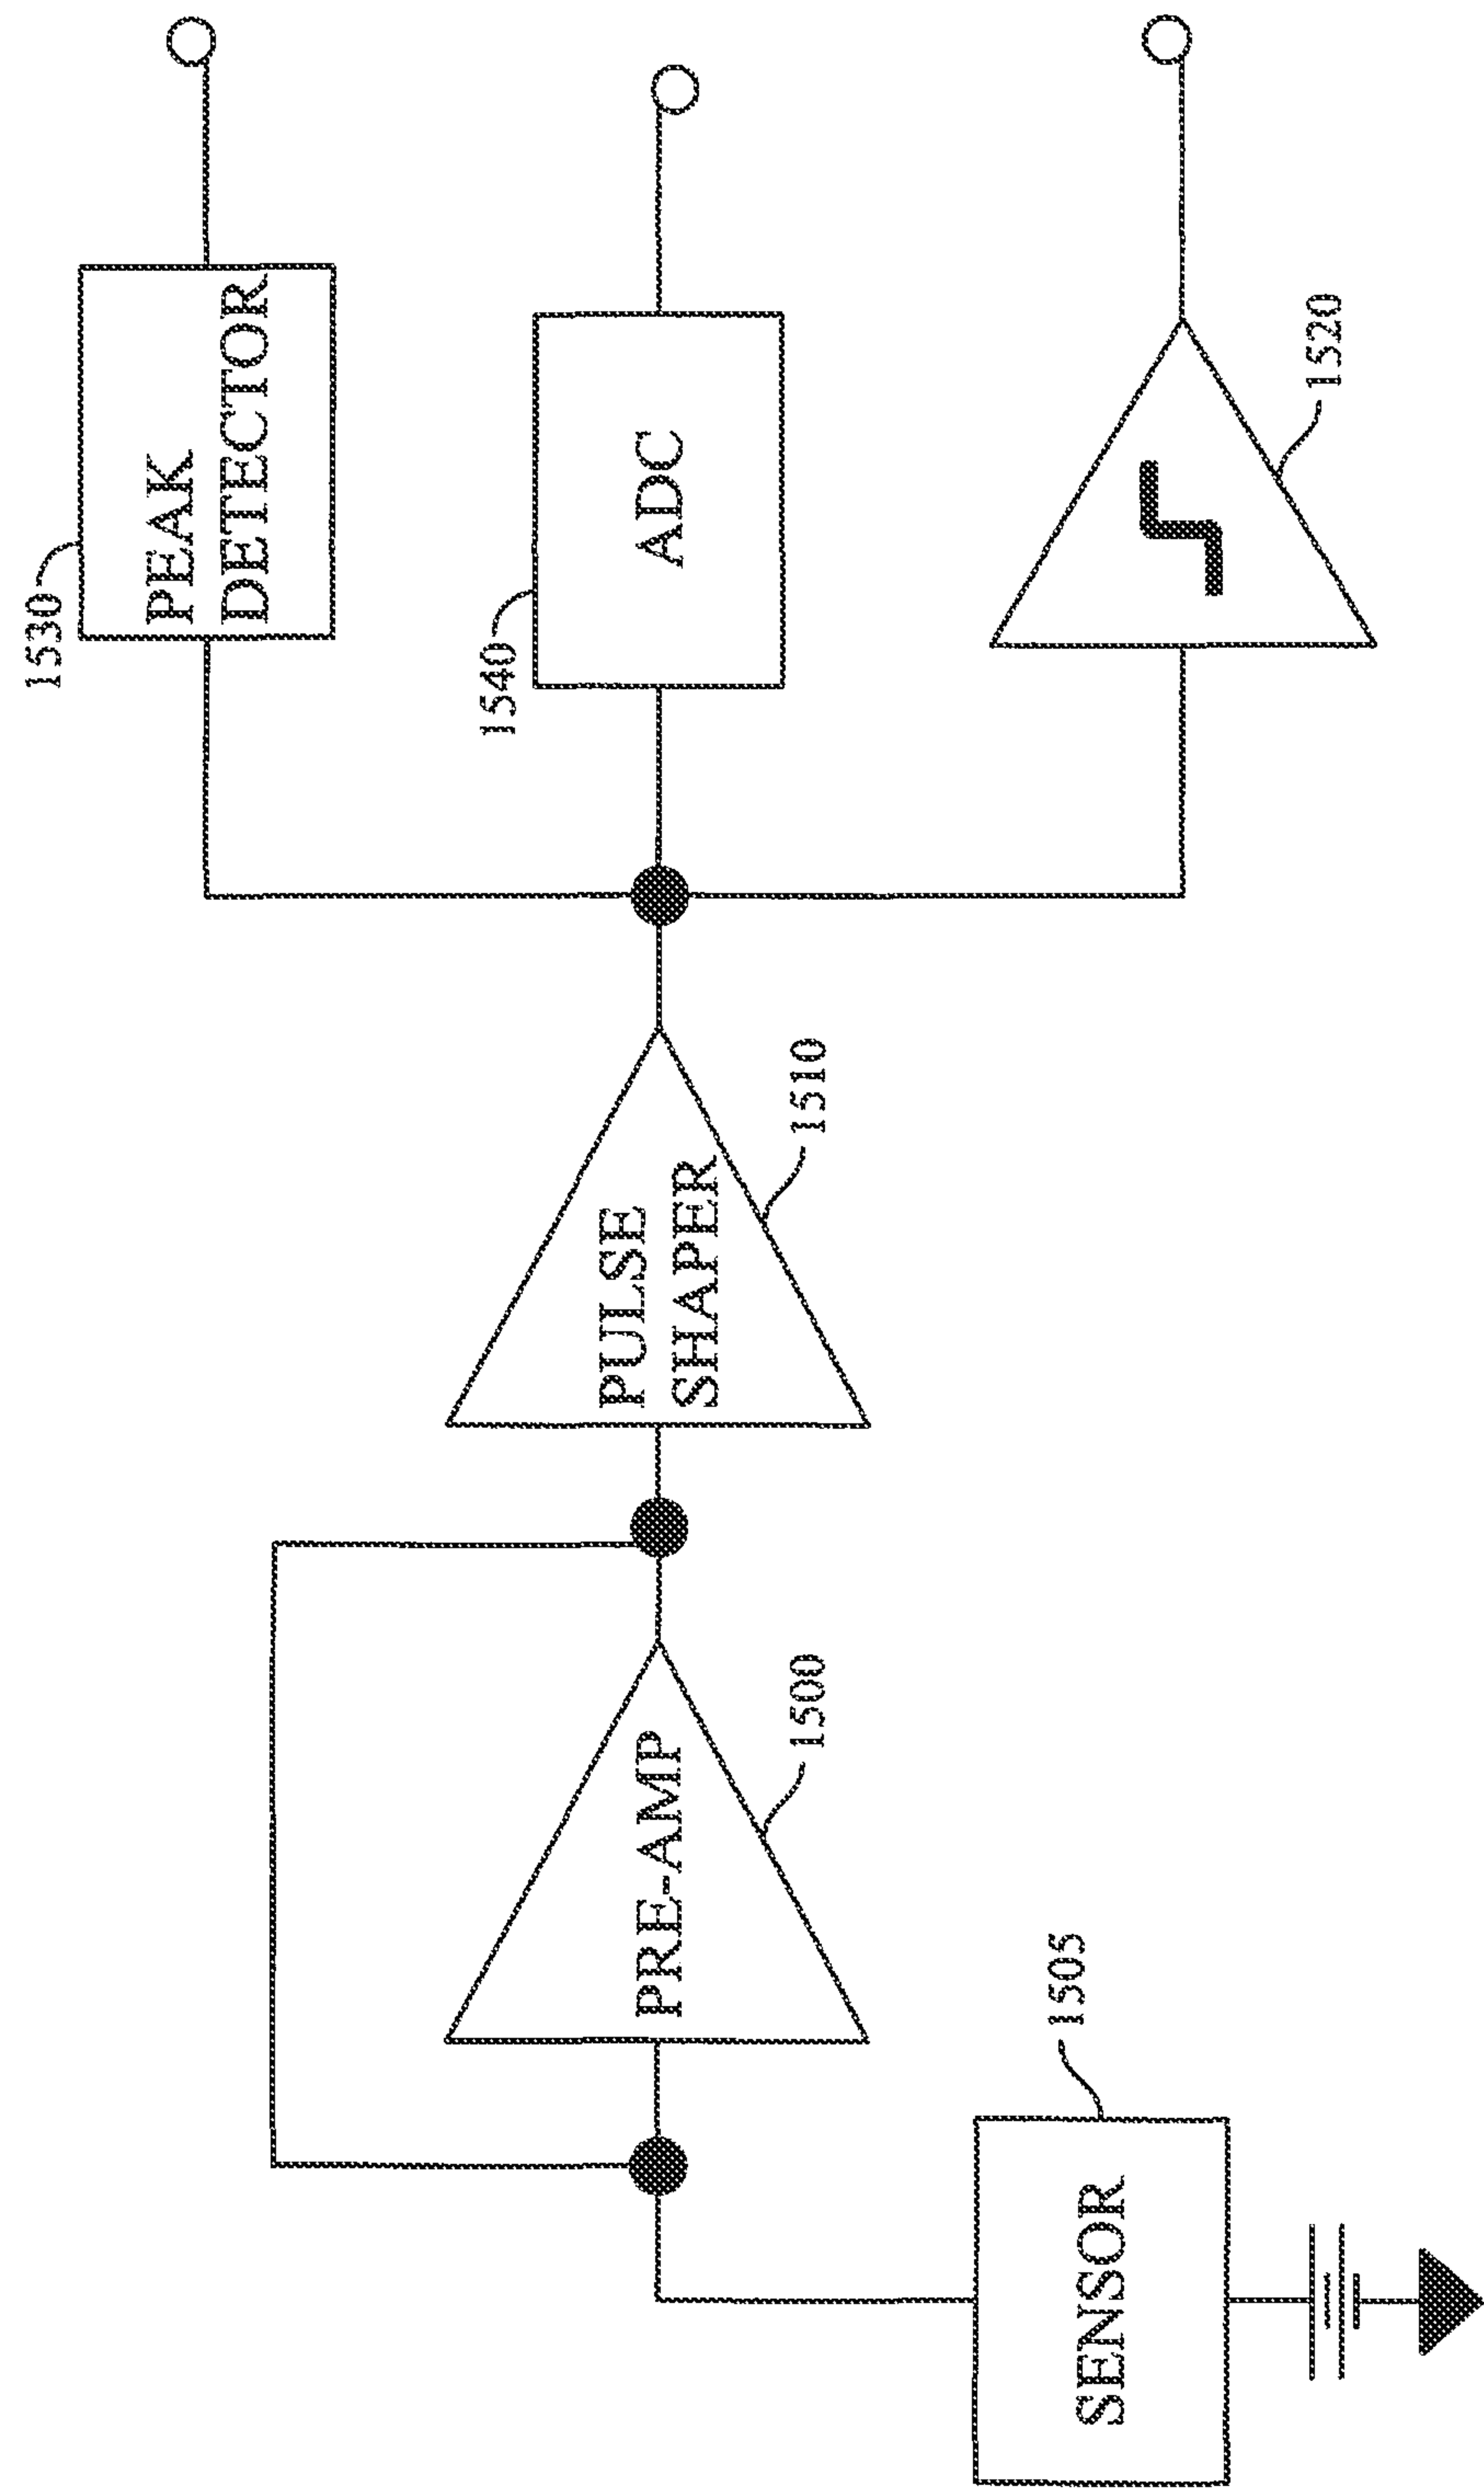 1530
PEAK
DETECTOR
1540
ADC
1520
PULSE
SHAPER
1510
PRE-AMP
1500
SENSOR
1505